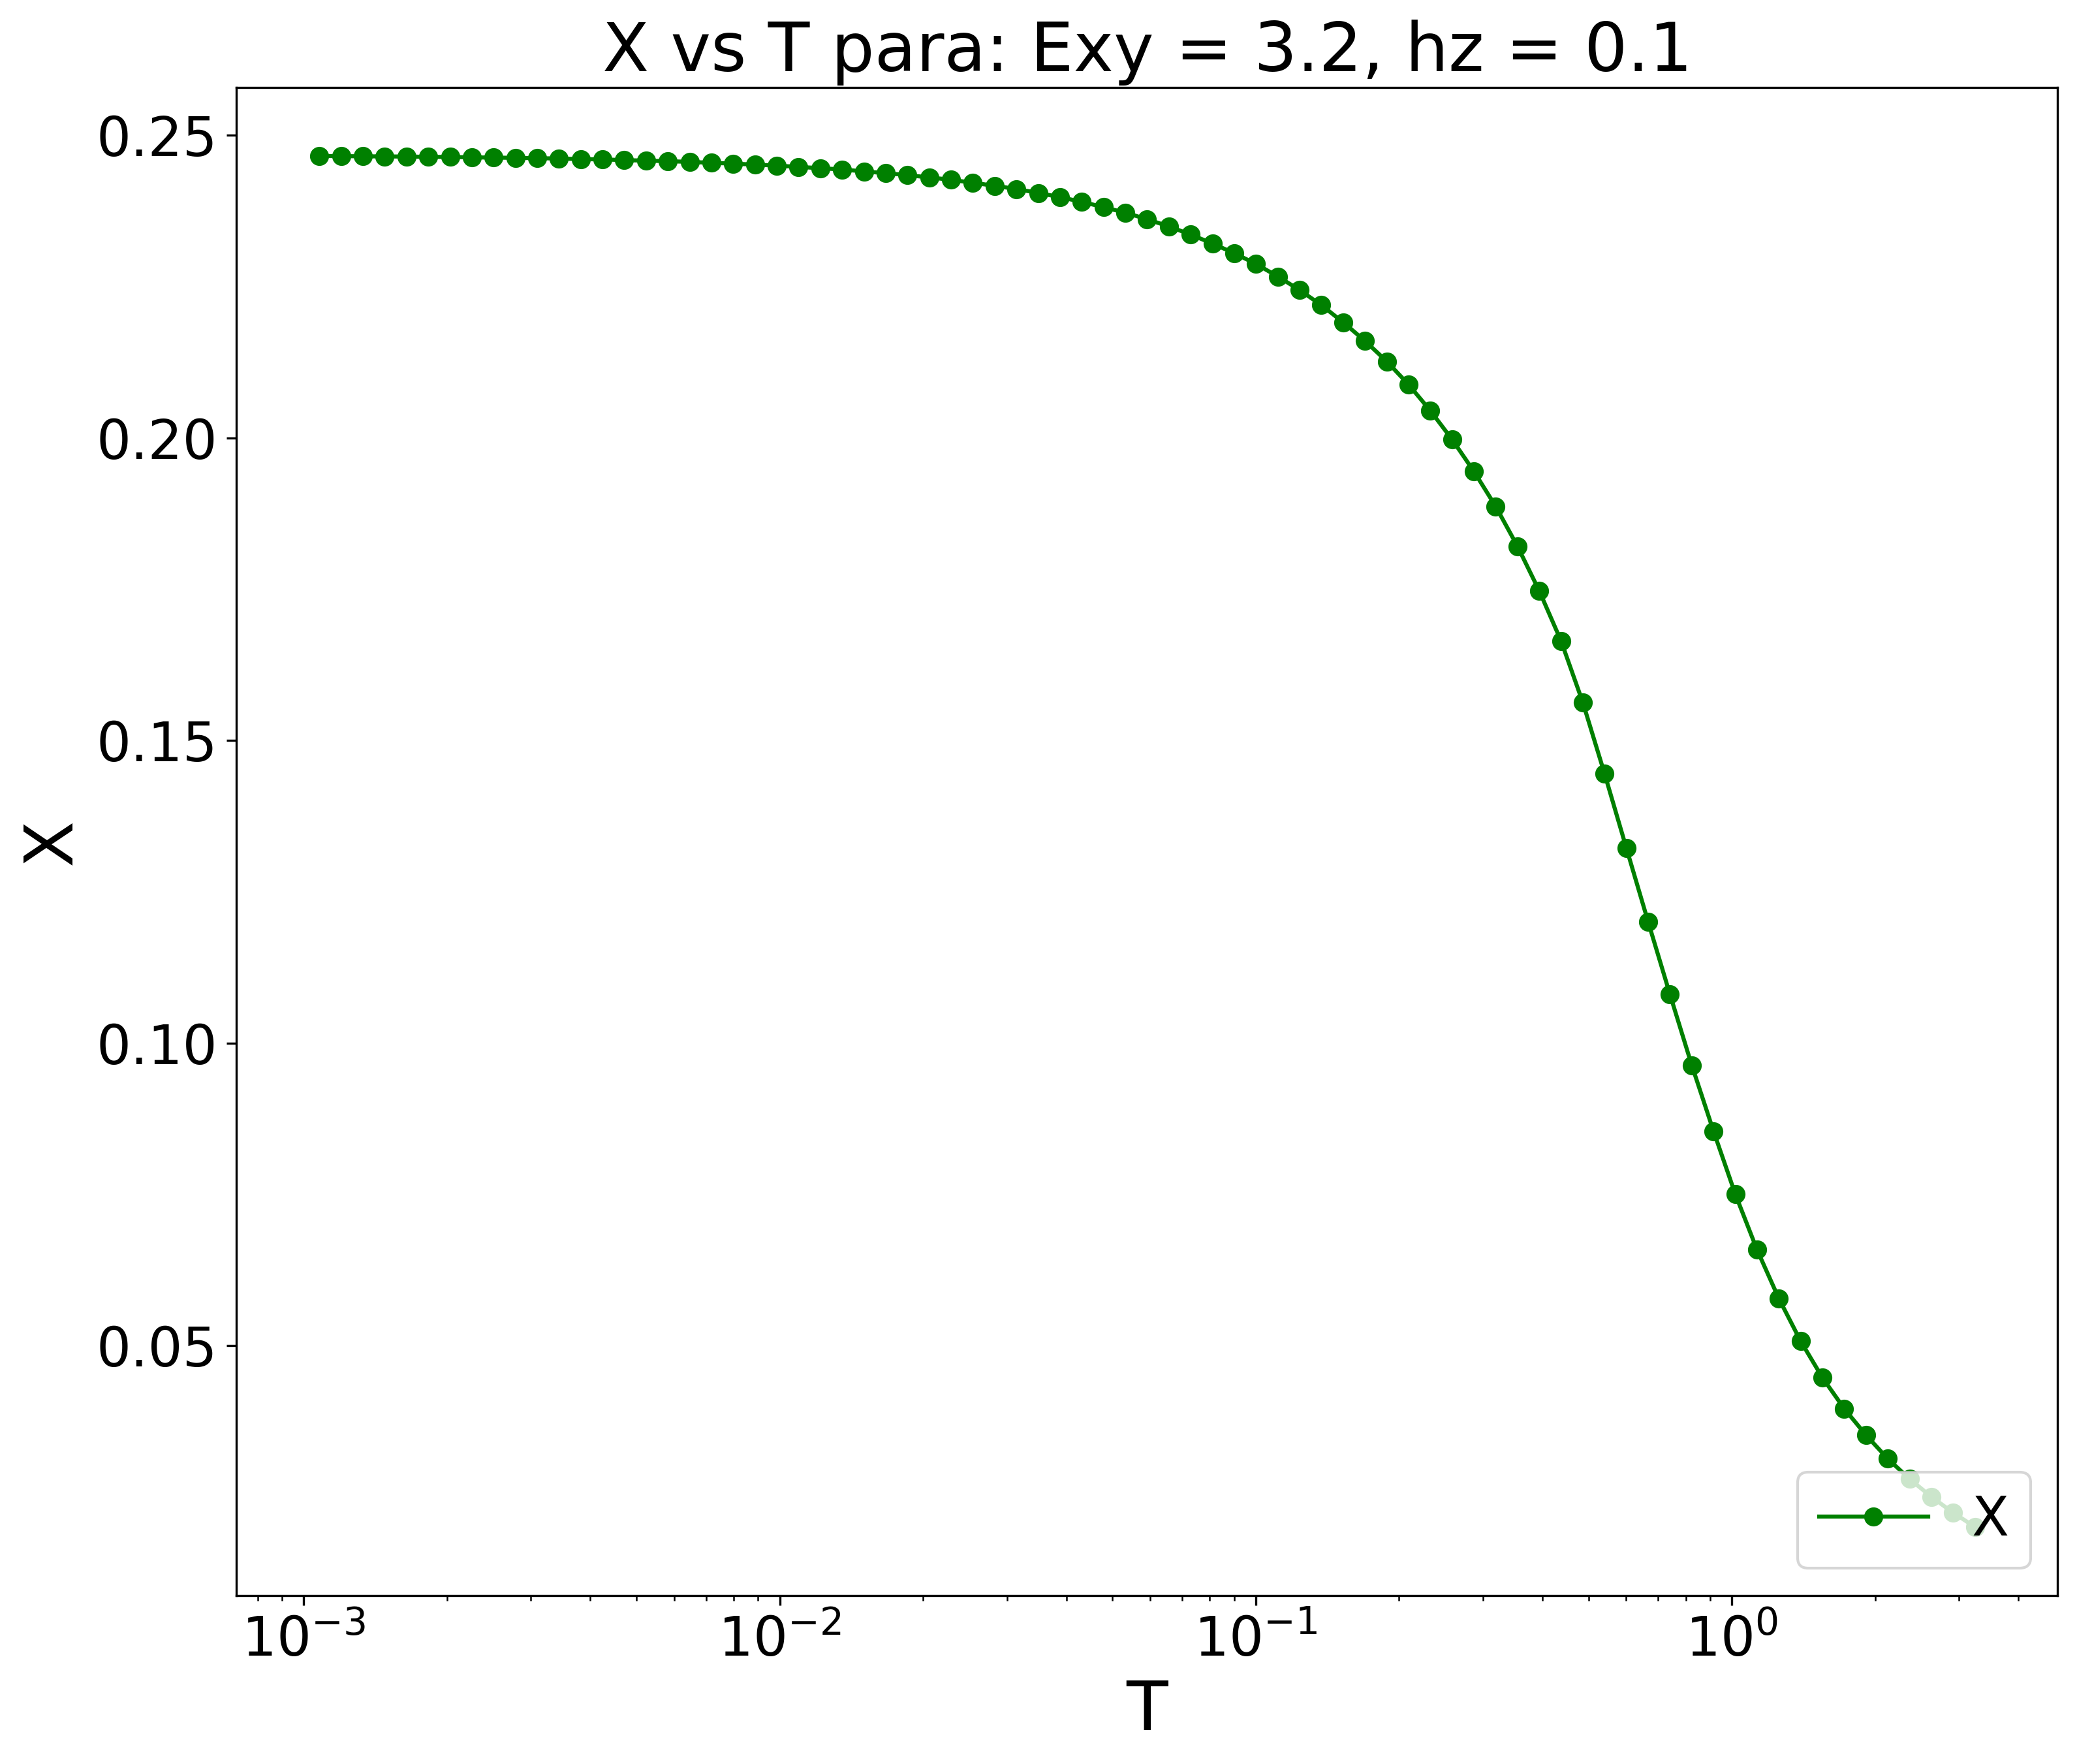 X vs T para: Exy = 3.2, hz = 0.1
0.25
0.20
0.15
0.10
0.05
X
X
10⁻³ 10⁻² 10⁻¹ 10⁰
T